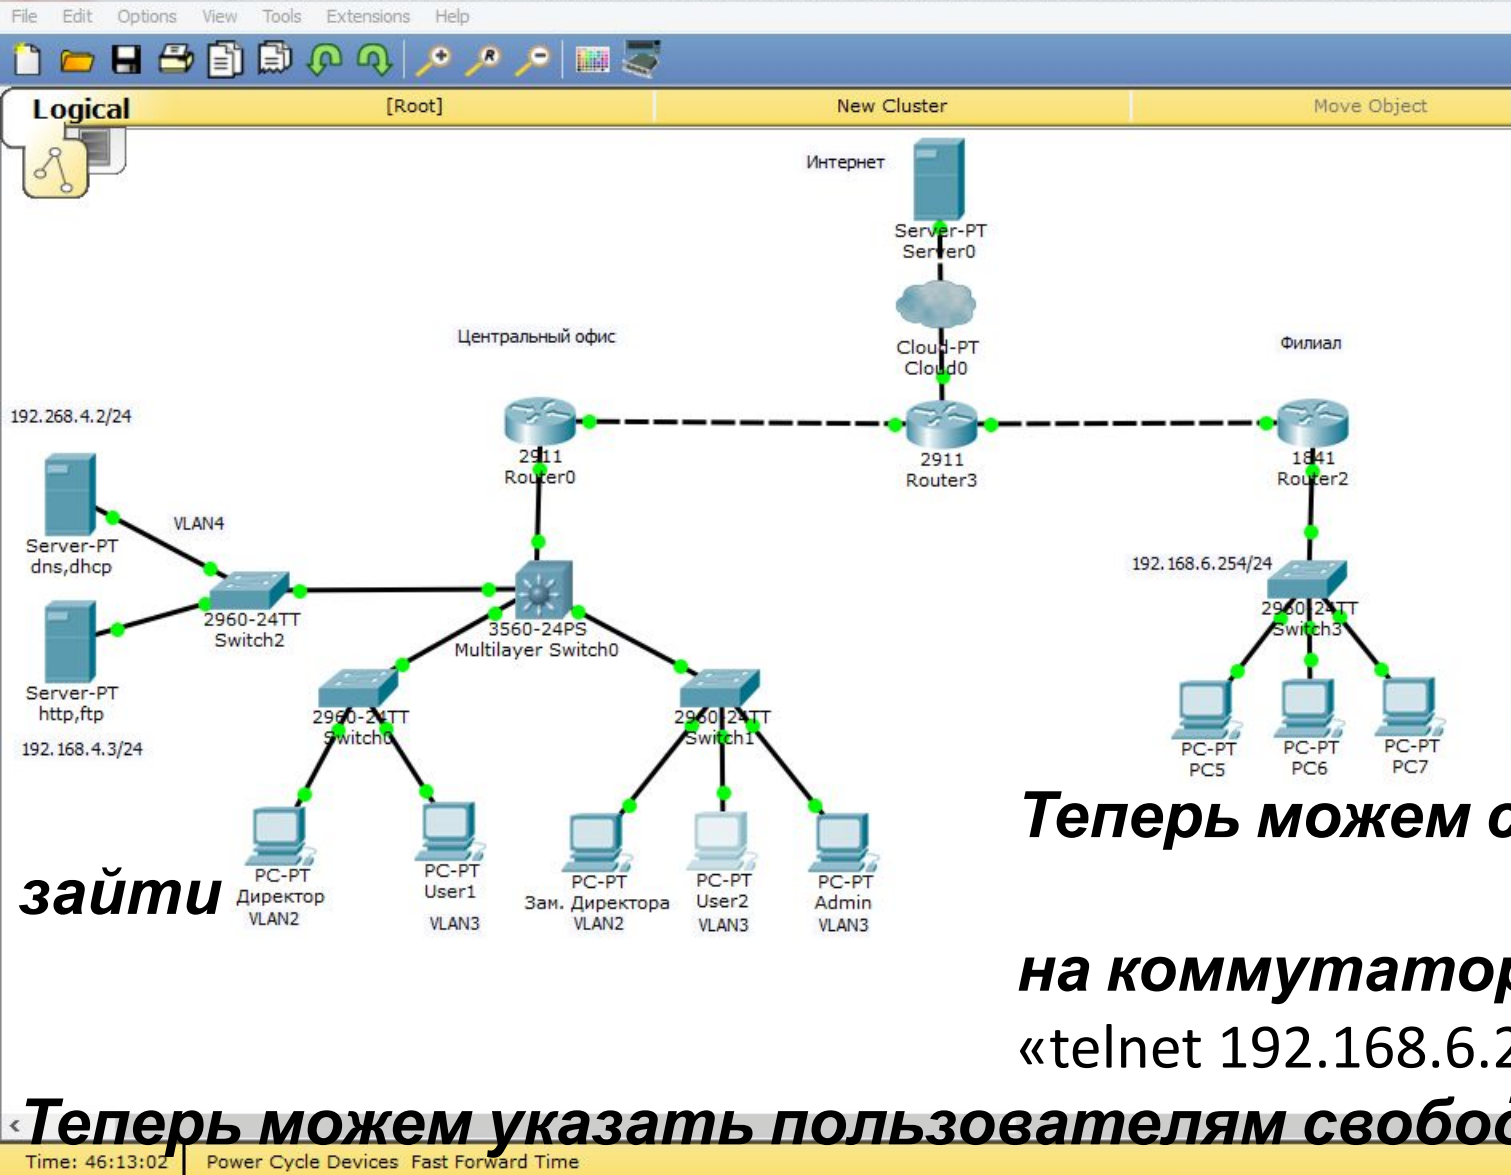 File Edit Options View Tools Extensions Help
Logical [Root] New Cluster Move Object
Интернет
Server-PT
Server0
Cloud-PT
Cloud0
Центральный офис
Филиал
192.268.4.2/24
2911
Router0
2911
Router3
1841
Router2
Server-PT
dns,dhcp
VLAN4
192.168.6.254/24
2960-24TT
Switch2
3560-24PS
Multilayer Switch0
2960-24TT
Switch3
Server-PT
http,ftp
192.168.4.3/24
2960-24TT
Switch0
2960-24TT
Switch1
PC-PT
PC5
PC-PT
PC6
PC-PT
PC7
PC-PT
Директор
VLAN2
PC-PT
User1
VLAN3
PC-PT
Зам. Директора
VLAN2
PC-PT
User2
VLAN3
PC-PT
Admin
VLAN3
Теперь можем
зайти
на коммутатор
«telnet 192.168.6.2
Теперь можем указать пользователям свобод
Time: 46:13:02 Power Cycle Devices Fast Forward Time